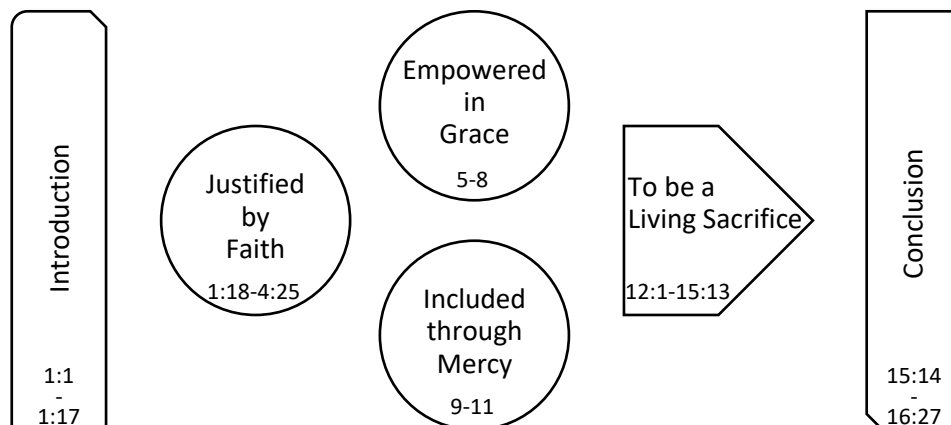 Introduction
1:1
-
1:17
Justified
by
Faith
1:18-4:25
Empowered
in
Grace
5-8
Included
through
Mercy
9-11
To be a
Living Sacrifice
12:1-15:13
Conclusion
15:14
-
16:27